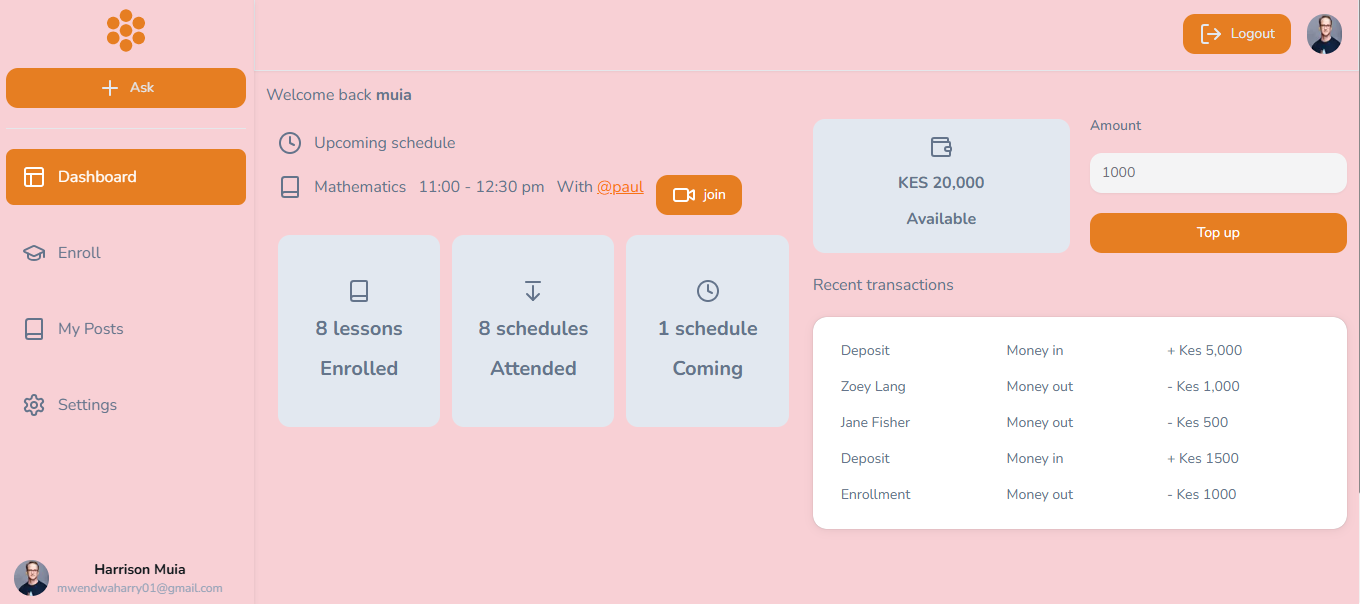 Logout
Ask
Welcome back muia
Dashboard
Enroll
My Posts
Settings
Harrison Muia
mwendwaharry01@gmail.com
Upcoming schedule
Mathematics 11:00 - 12:30 pm With @paul join
8 lessons
Enrolled
8 schedules
Attended
1 schedule
Coming
KES 20,000
Available
Amount
1000
Top up
Recent transactions
Deposit Money in + Kes 5,000
Zoey Lang Money out - Kes 1,000
Jane Fisher Money out - Kes 500
Deposit Money in + Kes 1500
Enrollment Money out - Kes 1000